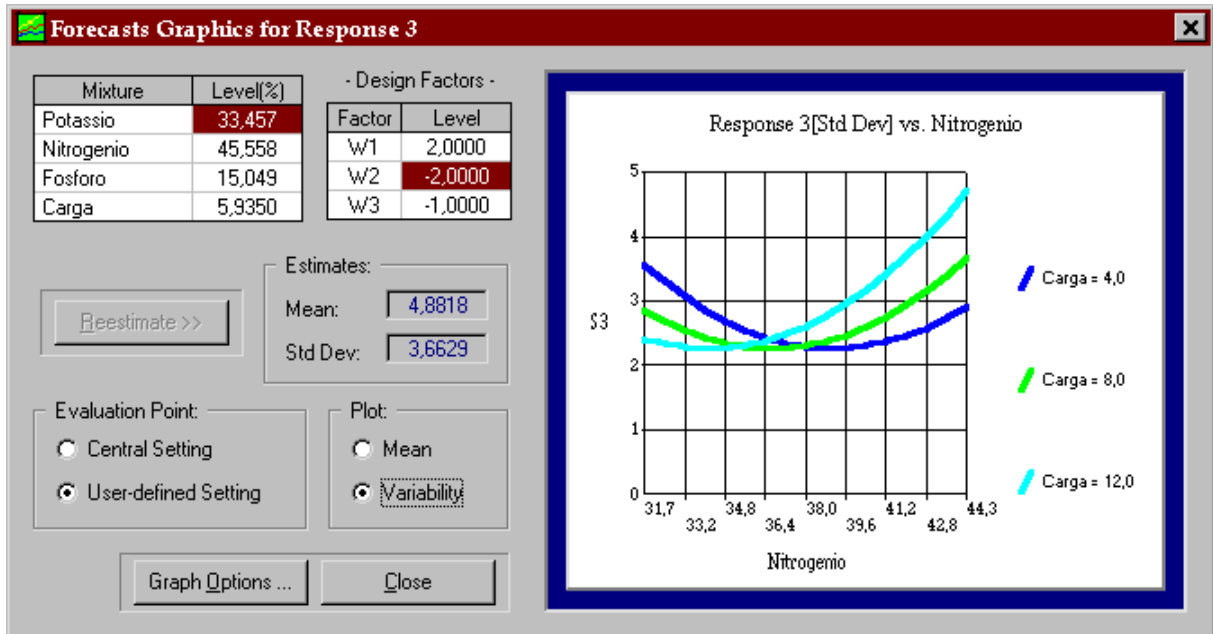 Forecasts Graphics for Response 3
Mixture Level(%)
Potassio 33,457
Nitrogenio 45,558
Fosforo 15,049
Carga 5,9350
- Design Factors -
Factor Level
W1 2,0000
W2 -2,0000
W3 -1,0000
Reestimate >>
Estimates:
Mean: 4,8818
Std Dev: 3,6629
Evaluation Point:
Central Setting
User-defined Setting
Plot:
Mean
Variability
Graph Options ...
Close
Response 3[Std Dev] vs. Nitrogenio
5
4
3
2
1
0
S3
31,7 34,8 38,0 41,2 44,3
33,2 36,4 39,6 42,8
Nitrogenio
Carga = 4,0
Carga = 8,0
Carga = 12,0